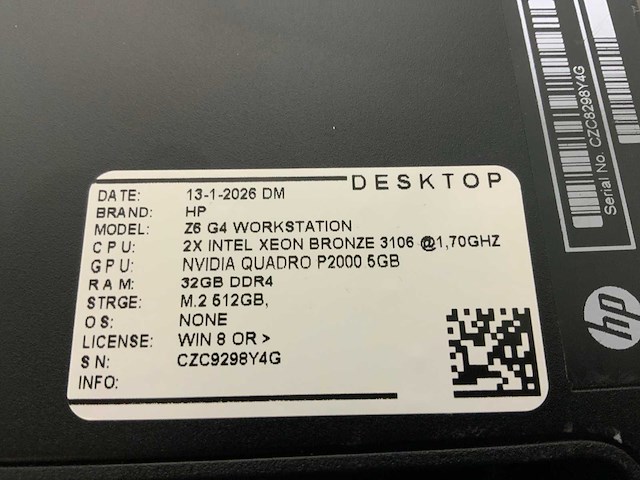 DESKTOP
DATE: 13-1-2026 DM
BRAND: HP
MODEL: Z6 G4 WORKSTATION
CPU: 2X INTEL XEON BRONZE 3106 @1,70GHZ
GPU: NVIDIA QUADRO P2000 5GB
RAM: 32GB DDR4
STRGE: M.2 512GB,
OS: NONE
LICENSE: WIN 8 OR >
SN: CZC9298Y4G
INFO:
Serial No. CZC8298Y4G
hp